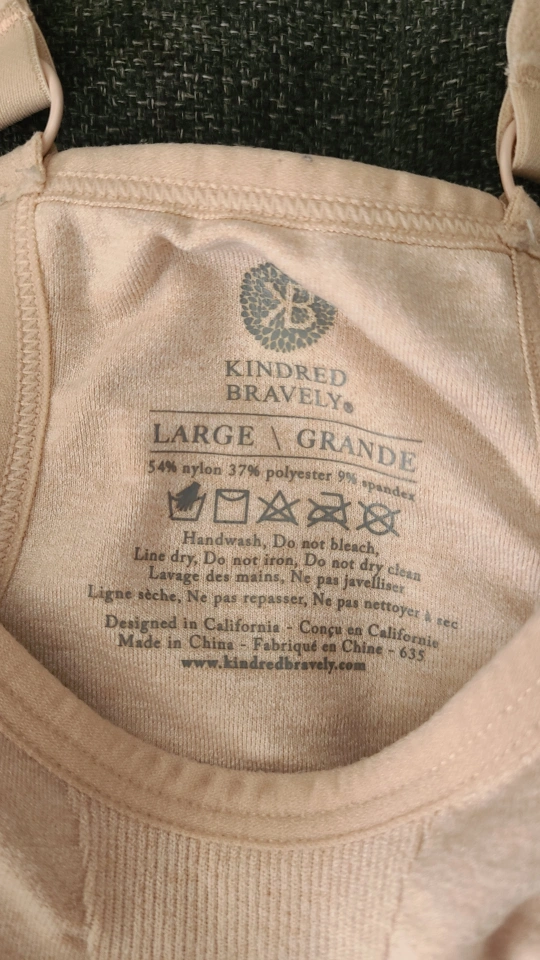 KB
KINDRED
BRAVELY®
LARGE \ GRANDE
54% nylon 37% polyester 9% spandex
Handwash, Do not bleach,
Line dry, Do not iron, Do not dry clean
Lavage des mains, Ne pas javelliser
Ligne sèche, Ne pas repasser, Ne pas nettoyer à sec
Designed in California - Conçu en Californie
Made in China - Fabriqué en Chine - 635
www.kindredbravely.com